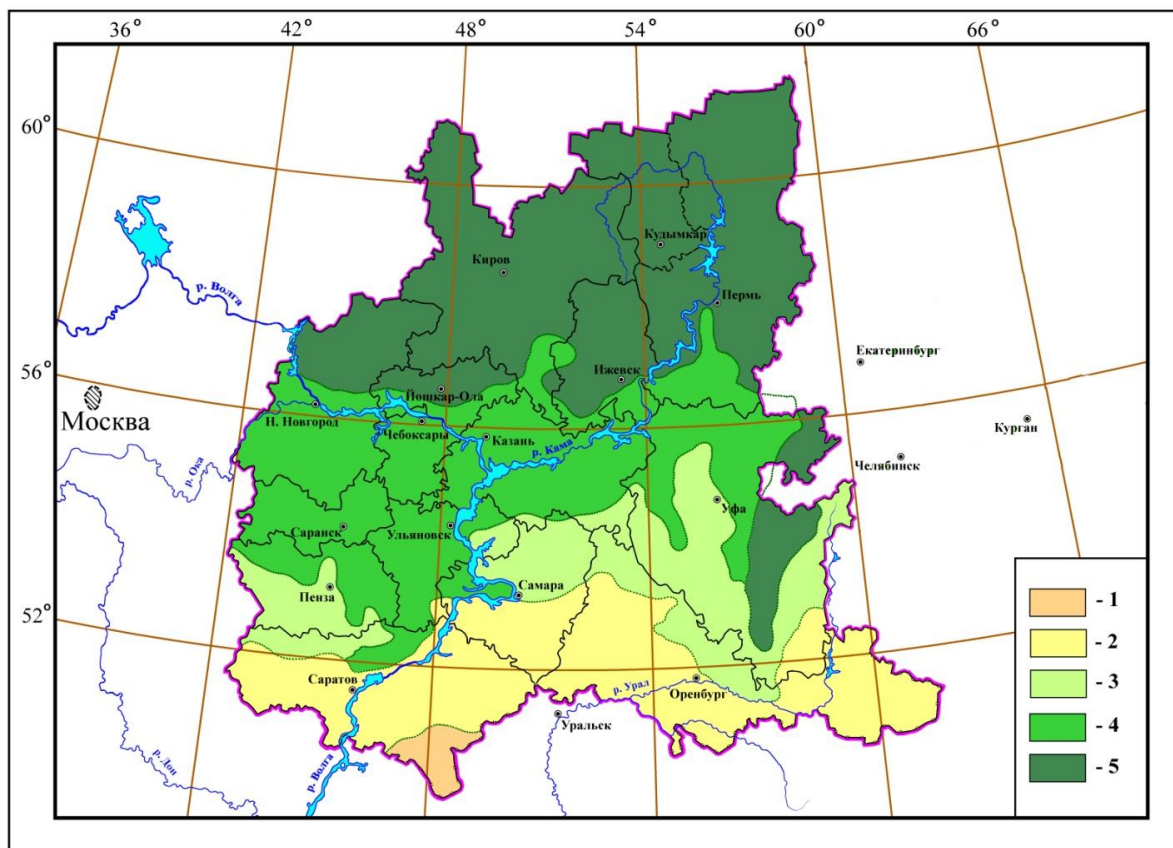 36°
42°
48°
54°
60°
66°
60°
Кудымкар
Киров
р. Волга
Пермь
Екатеринбург
56°
Ижевск
Йошкар-Ола
Москва
Н. Новгород
Чебоксары
Казань
Курган
р. Кама
Челябинск
р. Ока
Уфа
Саранск
Ульяновск
Пенза
Самара
- 1
52°
- 2
Саратов
р. Урал
Оренбург
- 3
Уральск
- 4
р. Дон
р. Волга
- 5